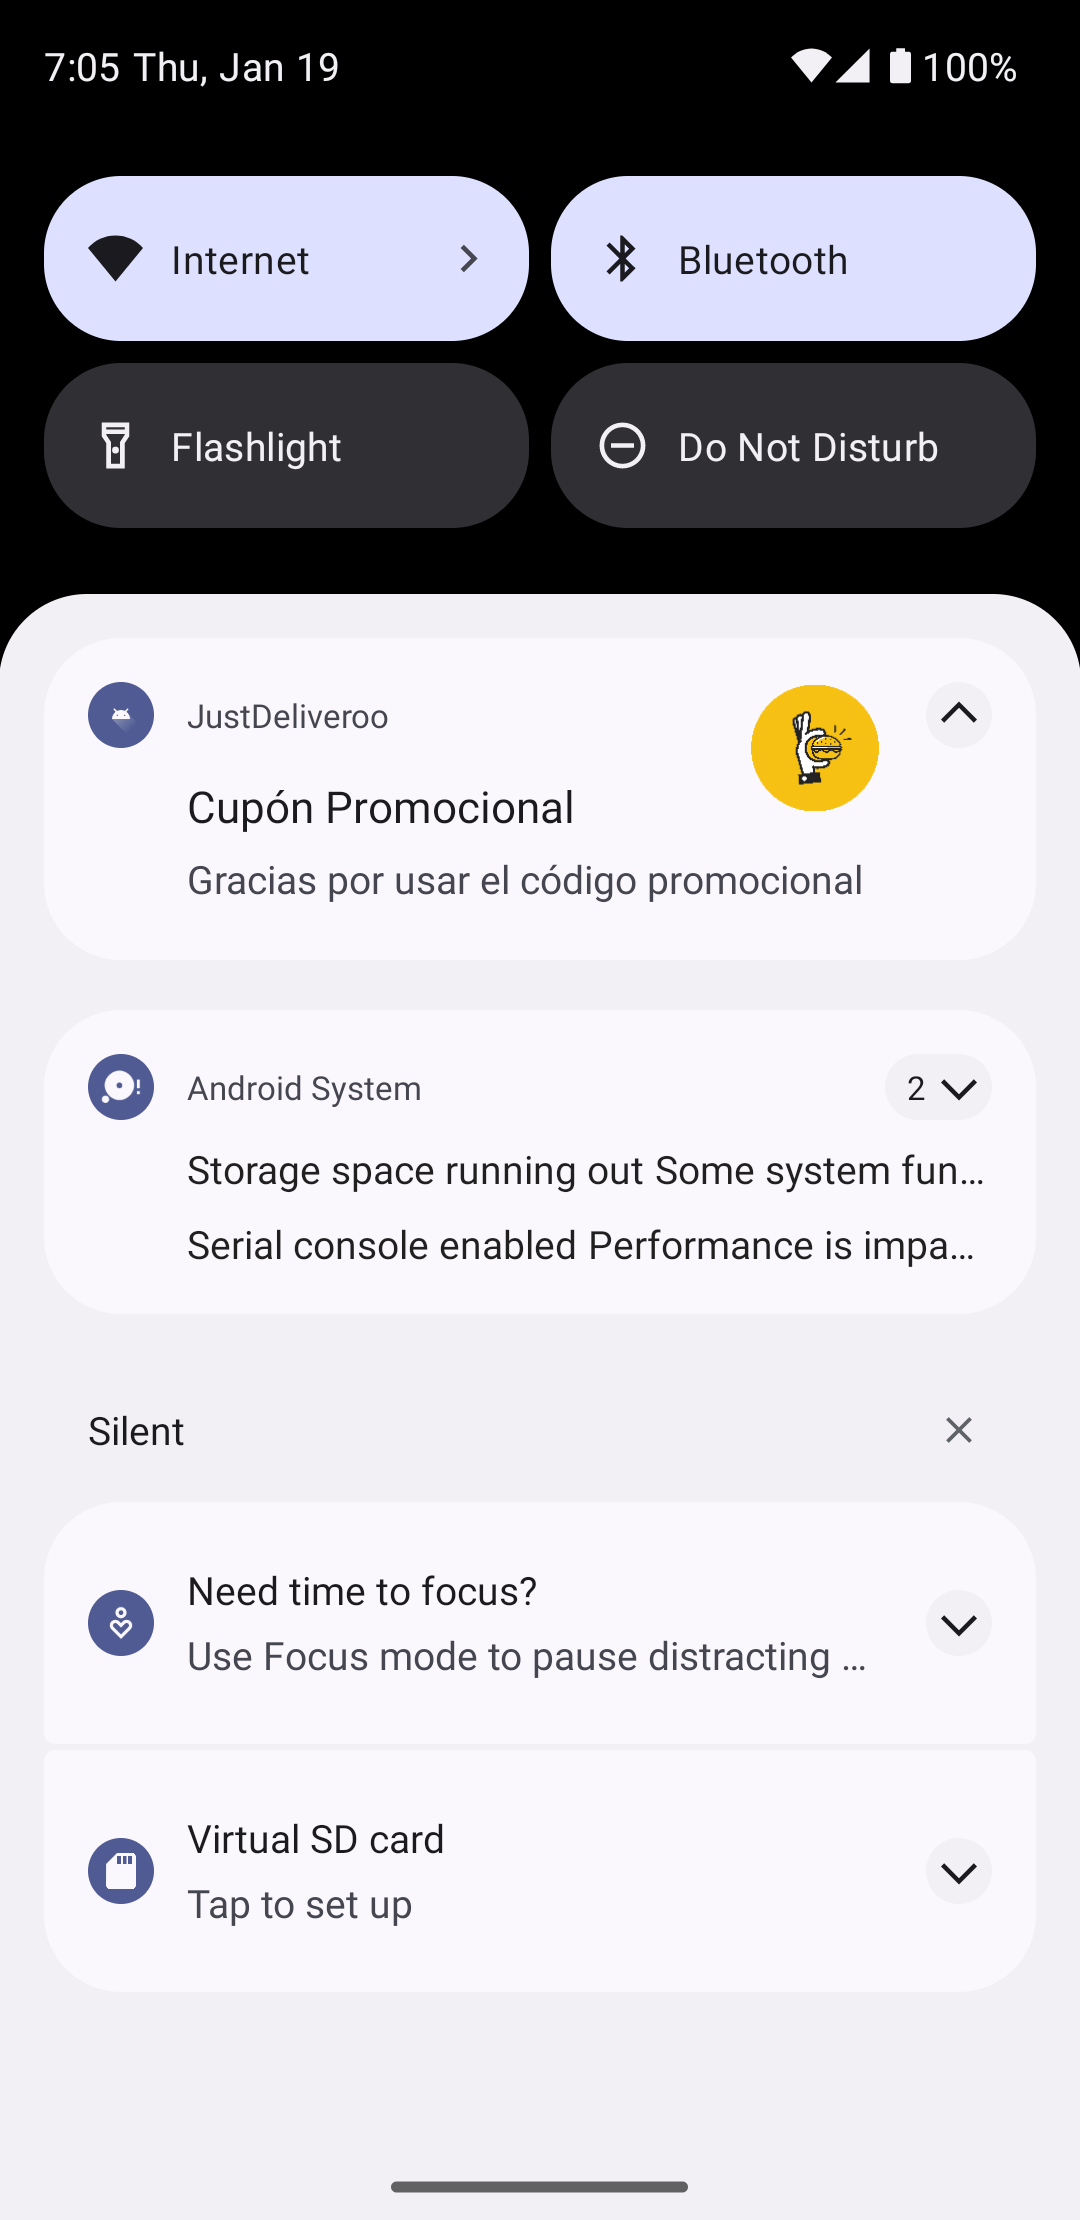 7:05 Thu, Jan 19
100%
Internet
Bluetooth
Flashlight
Do Not Disturb
JustDeliveroo
Cupón Promocional
Gracias por usar el código promocional
Android System
2
Storage space running out Some system fun…
Serial console enabled Performance is impa…
Silent
Need time to focus?
Use Focus mode to pause distracting …
Virtual SD card
Tap to set up